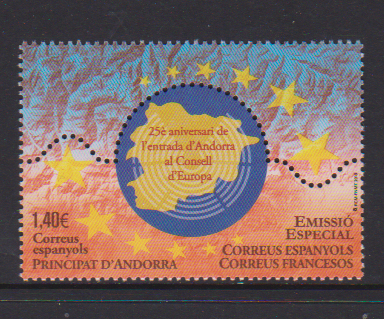 25è aniversari de
l'entrada d'Andorra
al Consell
d'Europa
1,40€
Correus
espanyols
PRINCIPAT D'ANDORRA
EMISSIÓ
ESPECIAL
CORREUS ESPANYOLS
CORREUS FRANCESOS